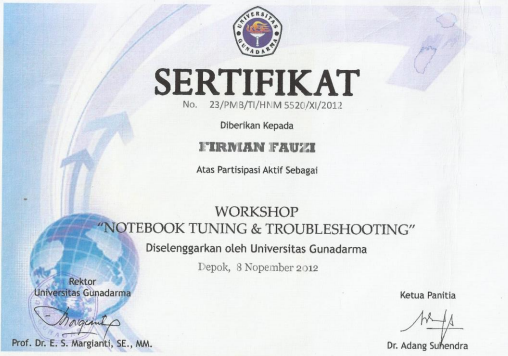 UNIVERSITAS GUNADARMA
SERTIFIKAT
No. 23/PMB/TI/HNM 5520/XI/2012
Diberikan Kepada
FIRMAN FAUZI
Atas Partisipasi Aktif Sebagai
WORKSHOP
"NOTEBOOK TUNING & TROUBLESHOOTING"
Diselenggarkan oleh Universitas Gunadarma
Depok, 8 Nopember 2012
Rektor
Universitas Gunadarma
Ketua Panitia
Prof. Dr. E. S. Margianti, SE., MM.
Dr. Adang Suhendra